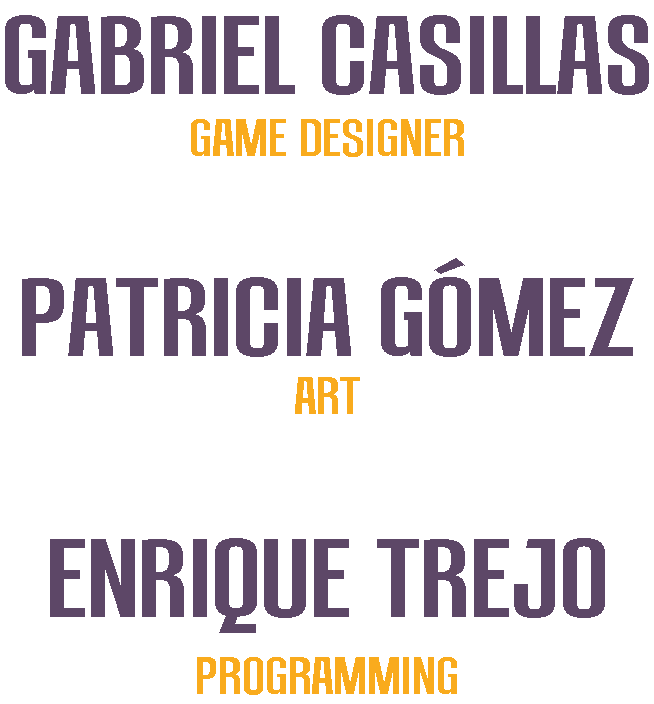 GABRIEL CASILLAS
GAME DESIGNER
PATRICIA GÓMEZ
ART
ENRIQUE TREJO
PROGRAMMING